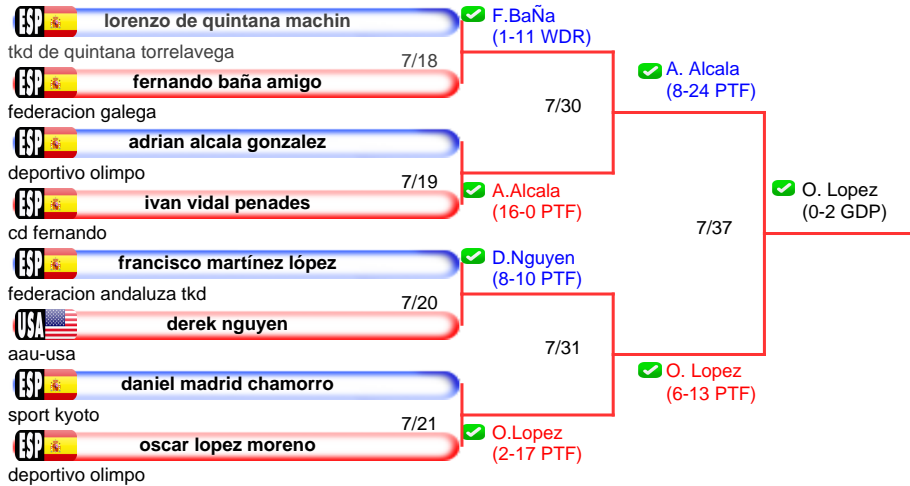 ESP lorenzo de quintana machin
tkd de quintana torrelavega
7/18
ESP fernando baña amigo
federacion galega
F.BaÑa
(1-11 WDR)
ESP adrian alcala gonzalez
deportivo olimpo
7/19
ESP ivan vidal penades
cd fernando
A.Alcala
(16-0 PTF)
7/30
A. Alcala
(8-24 PTF)
ESP francisco martínez lópez
federacion andaluza tkd
7/20
USA derek nguyen
aau-usa
D.Nguyen
(8-10 PTF)
ESP daniel madrid chamorro
sport kyoto
7/21
ESP oscar lopez moreno
deportivo olimpo
O.Lopez
(2-17 PTF)
7/31
O. Lopez
(6-13 PTF)
7/37
O. Lopez
(0-2 GDP)